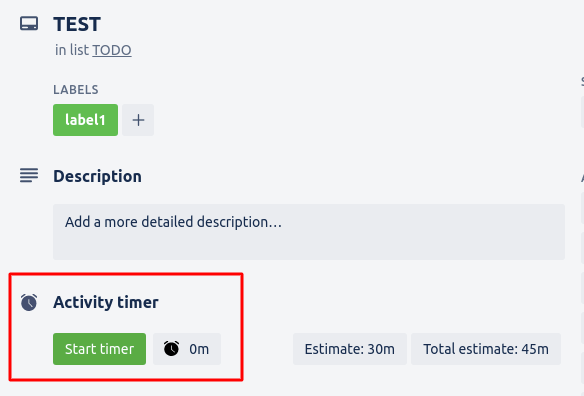 TEST
in list TODO
LABELS
label1 +
Description
Add a more detailed description...
Activity timer
Start timer 0m Estimate: 30m Total estimate: 45m